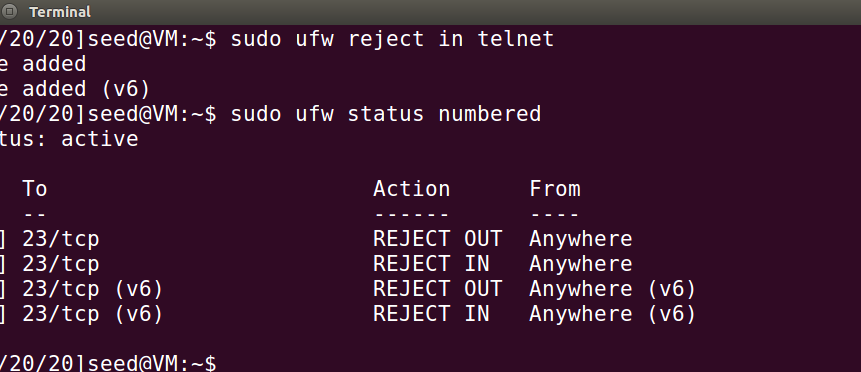 Terminal
/20/20]seed@VM:~$ sudo ufw reject in telnet
e added
e added (v6)
/20/20]seed@VM:~$ sudo ufw status numbered
tus: active
To Action From
-- ------ ----
] 23/tcp REJECT OUT Anywhere
] 23/tcp REJECT IN Anywhere
] 23/tcp (v6) REJECT OUT Anywhere (v6)
] 23/tcp (v6) REJECT IN Anywhere (v6)
/20/20]seed@VM:~$